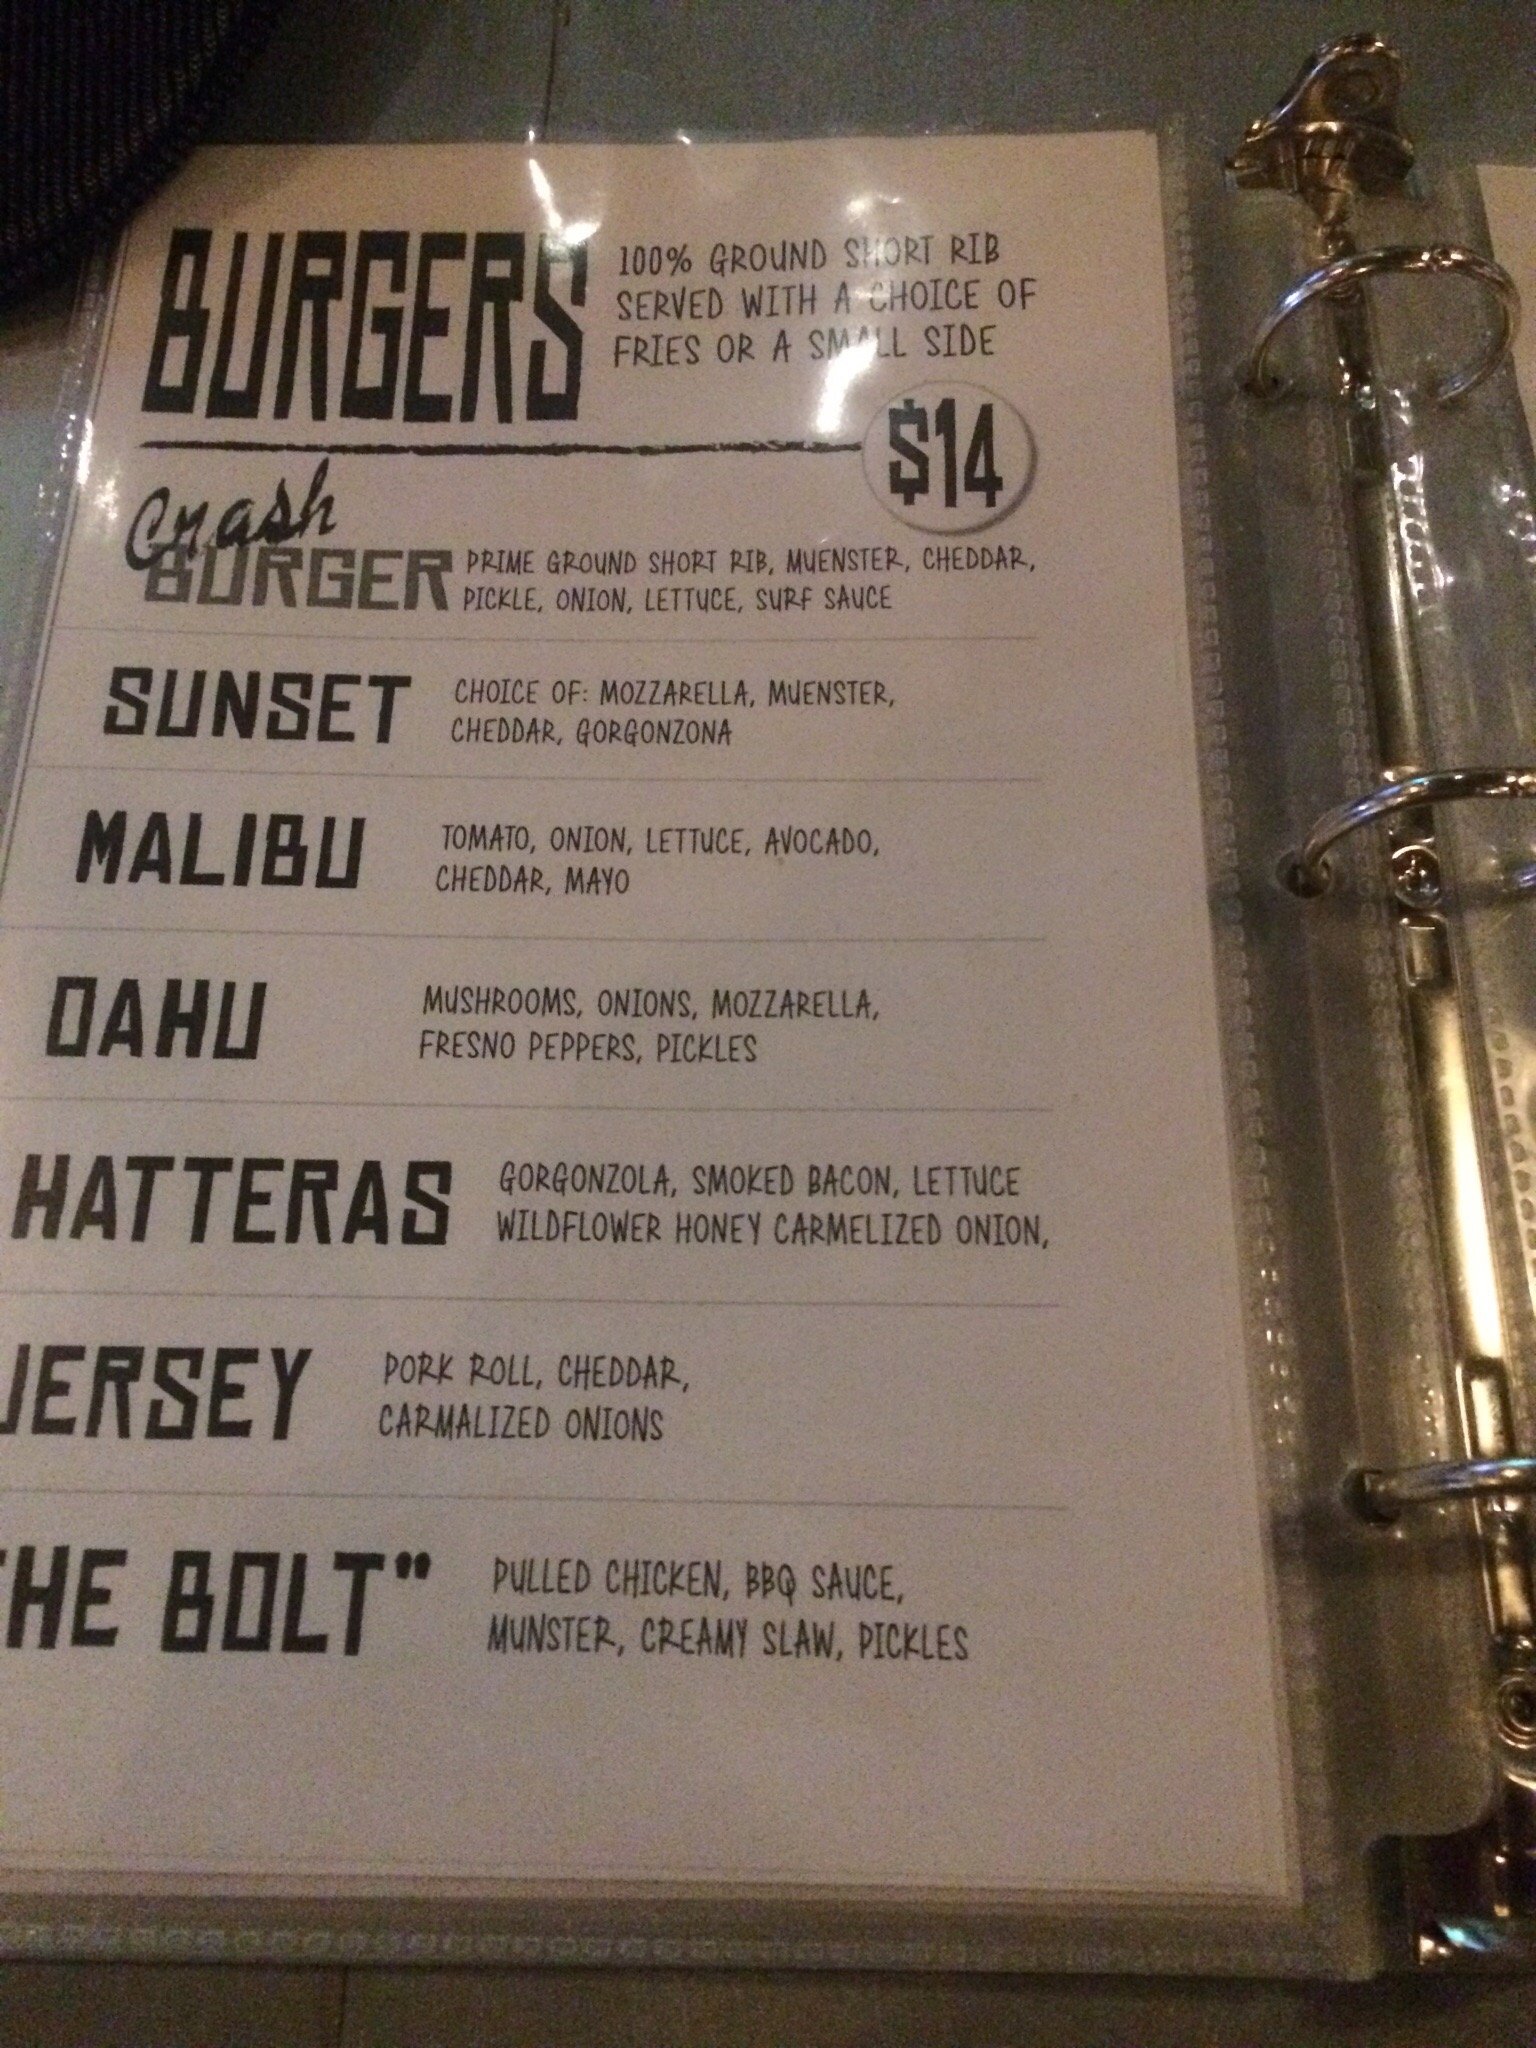 BURGERS
100% GROUND SHORT RIB
SERVED WITH A CHOICE OF
FRIES OR A SMALL SIDE
$14
Crash
BURGER
PRIME GROUND SHORT RIB, MUENSTER, CHEDDAR,
PICKLE, ONION, LETTUCE, SURF SAUCE
SUNSET
CHOICE OF: MOZZARELLA, MUENSTER,
CHEDDAR, GORGONZONA
MALIBU
TOMATO, ONION, LETTUCE, AVOCADO,
CHEDDAR, MAYO
OAHU
MUSHROOMS, ONIONS, MOZZARELLA,
FRESNO PEPPERS, PICKLES
HATTERAS
GORGONZOLA, SMOKED BACON, LETTUCE
WILDFLOWER HONEY CARMELIZED ONION,
JERSEY
PORK ROLL, CHEDDAR,
CARMALIZED ONIONS
THE BOLT"
PULLED CHICKEN, BBQ SAUCE,
MUNSTER, CREAMY SLAW, PICKLES